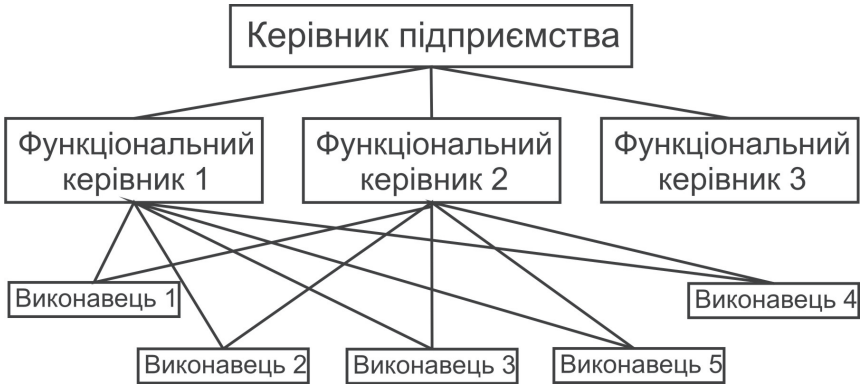 Керівник підприємства
Функціональний
керівник 1
Функціональний
керівник 2
Функціональний
керівник 3
Виконавець 1
Виконавець 4
Виконавець 2
Виконавець 3
Виконавець 5